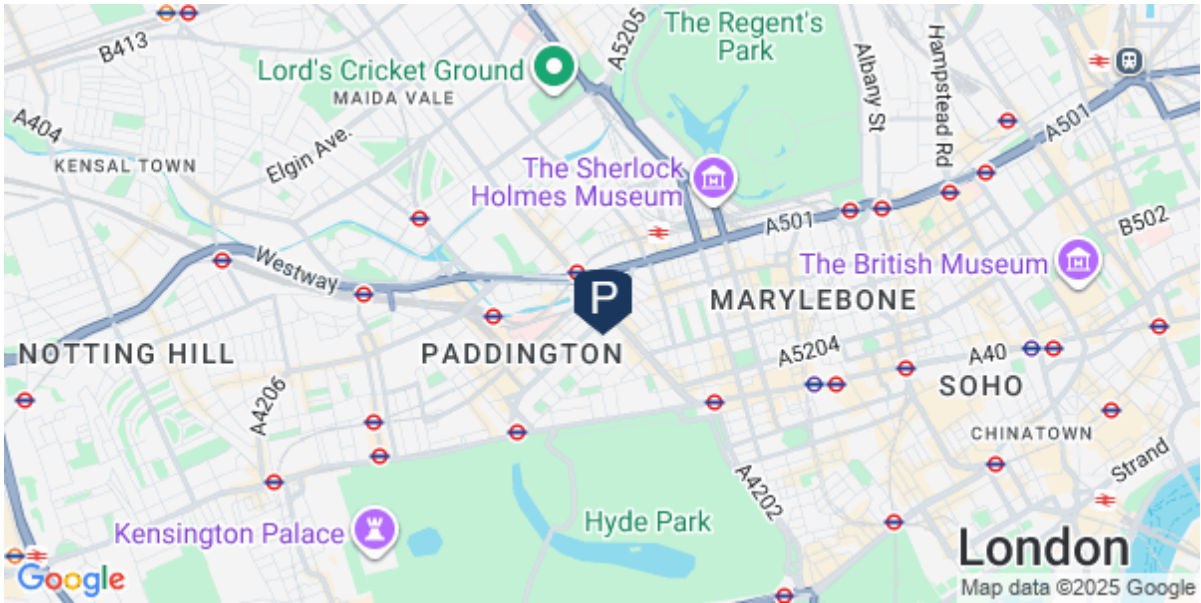 B413
A5205
The Regent's
Park
Albany St
Hampstead Rd
Lord's Cricket Ground
MAIDA VALE
A404
Elgin Ave.
KENSAL TOWN
The Sherlock
Holmes Museum
A501
A501
B502
Westway
The British Museum
P
MARYLEBONE
NOTTING HILL
PADDINGTON
A5204
A40
SOHO
A4206
CHINATOWN
Strand
A4202
Kensington Palace
Hyde Park
London
Google
Map data ©2025 Google